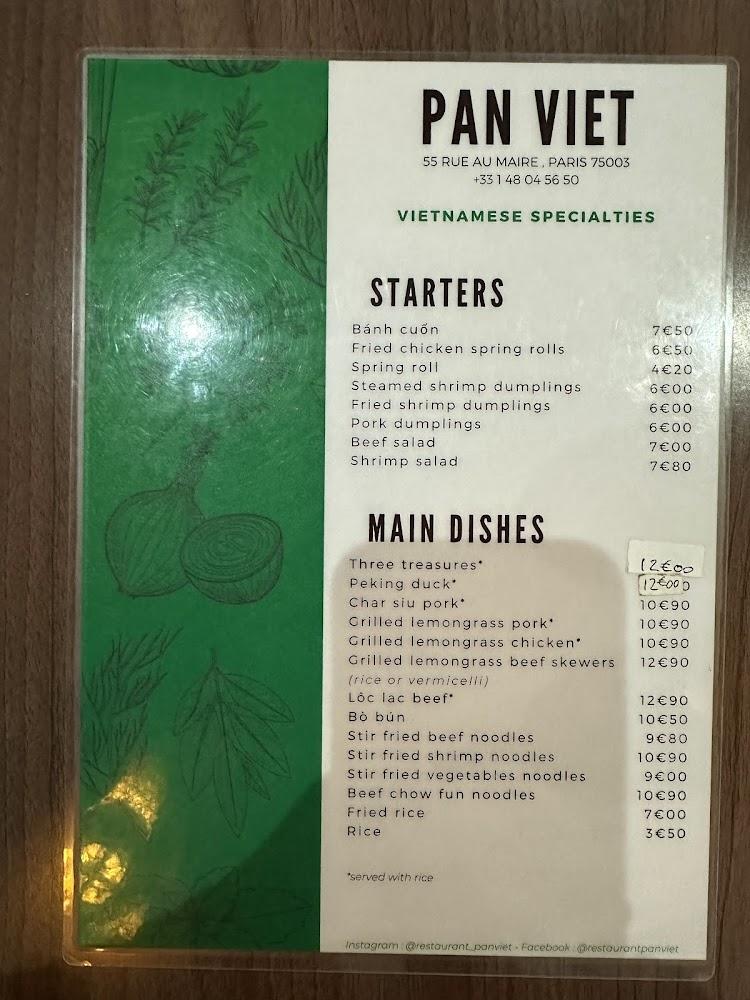 PAN VIET
55 RUE AU MAIRE , PARIS 75003
+33 1 48 04 56 50
VIETNAMESE SPECIALTIES
STARTERS
Bánh cuốn 7€50
Fried chicken spring rolls 6€50
Spring roll 4€20
Steamed shrimp dumplings 6€00
Fried shrimp dumplings 6€00
Pork dumplings 6€00
Beef salad 7€00
Shrimp salad 7€80
MAIN DISHES
Three treasures* 12€00
Peking duck* 12€00
Char siu pork* 10€90
Grilled lemongrass pork* 10€90
Grilled lemongrass chicken* 10€90
Grilled lemongrass beef skewers 12€90
(rice or vermicelli)
Lôc lac beef* 12€90
Bò bún 10€50
Stir fried beef noodles 9€80
Stir fried shrimp noodles 10€90
Stir fried vegetables noodles 9€00
Beef chow fun noodles 10€90
Fried rice 7€00
Rice 3€50
*served with rice
Instagram : @restaurant_panviet - Facebook : @restaurantpanviet